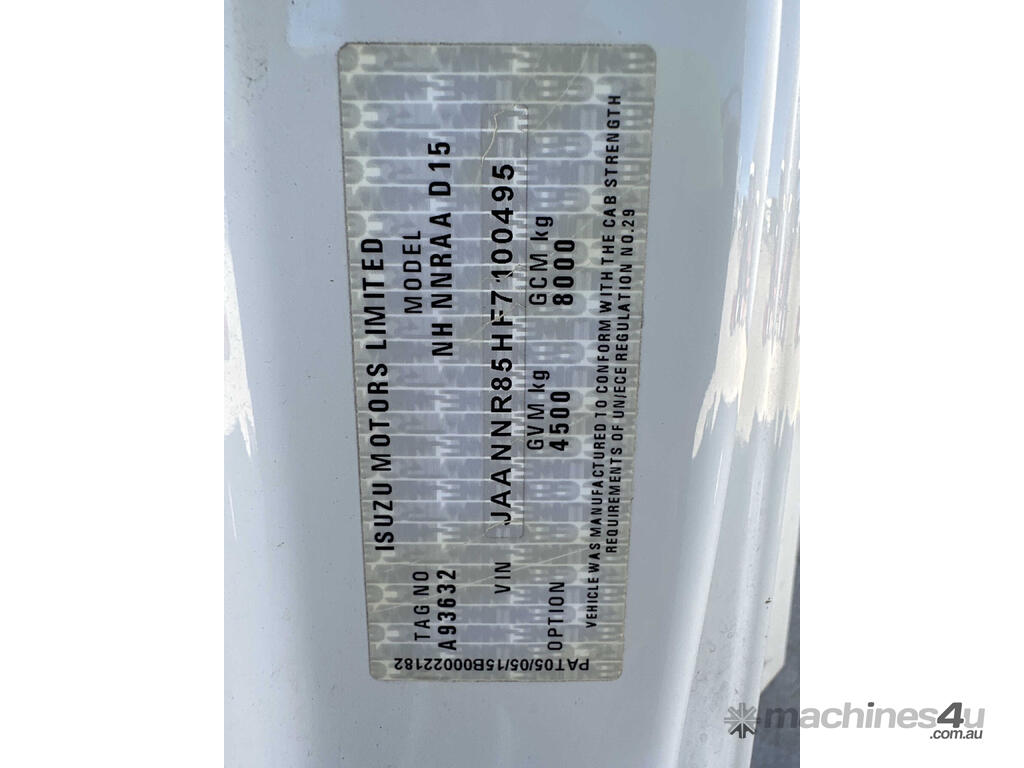 ISUZU MOTORS LIMITED
TAG NO MODEL
A93632 NH NNRAA D15
VIN JAANNR85HF7100495
OPTION GVM kg GCM kg
4500 8000
VEHICLE WAS MANUFACTURED TO CONFORM WITH THE CAB STRENGTH
REQUIREMENTS OF UN/ECE REGULATION NO.29
PAT05/05/15B00022182
machines4u
.com.au